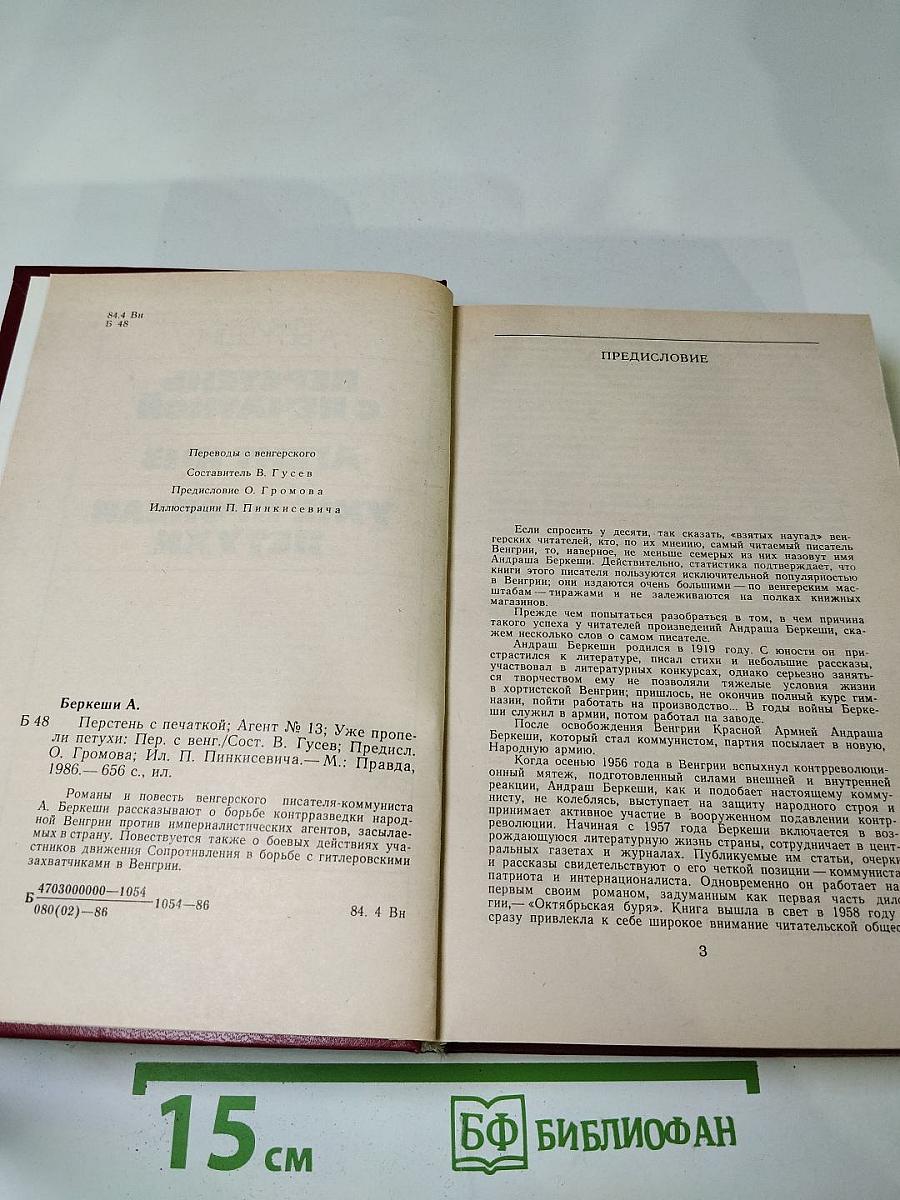 84.4 Вн
Б 48
Переводы с венгерского
Составитель В. Гусев
Предисловие О. Громова
Иллюстрации П. Пинкисевича
Беркеши А.
Б 48 Перстень с печаткой; Агент № 13; Уже пропе-
ли петухи: Пер. с венг./Сост. В. Гусев; Предисл.
О. Громова; Ил. П. Пинкисевича.— М.: Правда,
1986.— 656 с., ил.
Романы и повесть венгерского писателя-коммуниста
А. Беркеши рассказывают о борьбе контрразведки народ-
ной Венгрии против империалистических агентов, засылае-
мых в страну. Повествуется также о боевых действиях уча-
стников движения Сопротивления в борьбе с гитлеровскими
захватчиками в Венгрии.
Б 4703000000—1054
080(02)—86
1054—86
84. 4 Вн
ПРЕДИСЛОВИЕ
Если спросить у десяти, так сказать, «взятых наугад» вен-
герских читателей, кто, по их мнению, самый читаемый писатель
Венгрии, то, наверное, не меньше семерых из них назовут имя
Андраша Беркеши. Действительно, статистика подтверждает, что
книги этого писателя пользуются исключительной популярностью
в Венгрии; они издаются очень большими — по венгерским мас-
штабам — тиражами и не залеживаются на полках книжных
магазинов.
Прежде чем попытаться разобраться в том, в чем причина
такого успеха у читателей произведений Андраша Беркеши, ска-
жем несколько слов о самом писателе.
Андраш Беркеши родился в 1919 году. С юности он при-
страстился к литературе, писал стихи и небольшие рассказы,
участвовал в литературных конкурсах, однако серьезно занять-
ся творчеством ему не позволили тяжелые условия жизни
в хортистской Венгрии; пришлось, не окончив полный курс гим-
назии, пойти работать на производство... В годы войны Берке-
ши служил в армии, потом работал на заводе.
После освобождения Венгрии Красной Армией Андраша
Беркеши, который стал коммунистом, партия посылает в новую,
Народную армию.
Когда осенью 1956 года в Венгрии вспыхнул контрреволюци-
онный мятеж, подготовленный силами внешней и внутренней
реакции, Андраш Беркеши, как и подобает настоящему комму-
нисту, не колеблясь, выступает на защиту народного строя и
принимает активное участие в вооруженном подавлении контр-
революции. Начиная с 1957 года Беркеши включается в воз-
рождающуюся литературную жизнь страны, сотрудничает в цент-
ральных газетах и журналах. Публикуемые им статьи, очерки
и рассказы свидетельствуют о его четкой позиции — коммуниста,
патриота и интернационалиста. Одновременно он работает на
первым своим романом, задуманным как первая часть дило
гии,— «Октябрьская буря». Книга вышла в свет в 1958 году
сразу привлекла к себе широкое внимание читательской общес
3
15 см
БФ БИБЛИОФАН